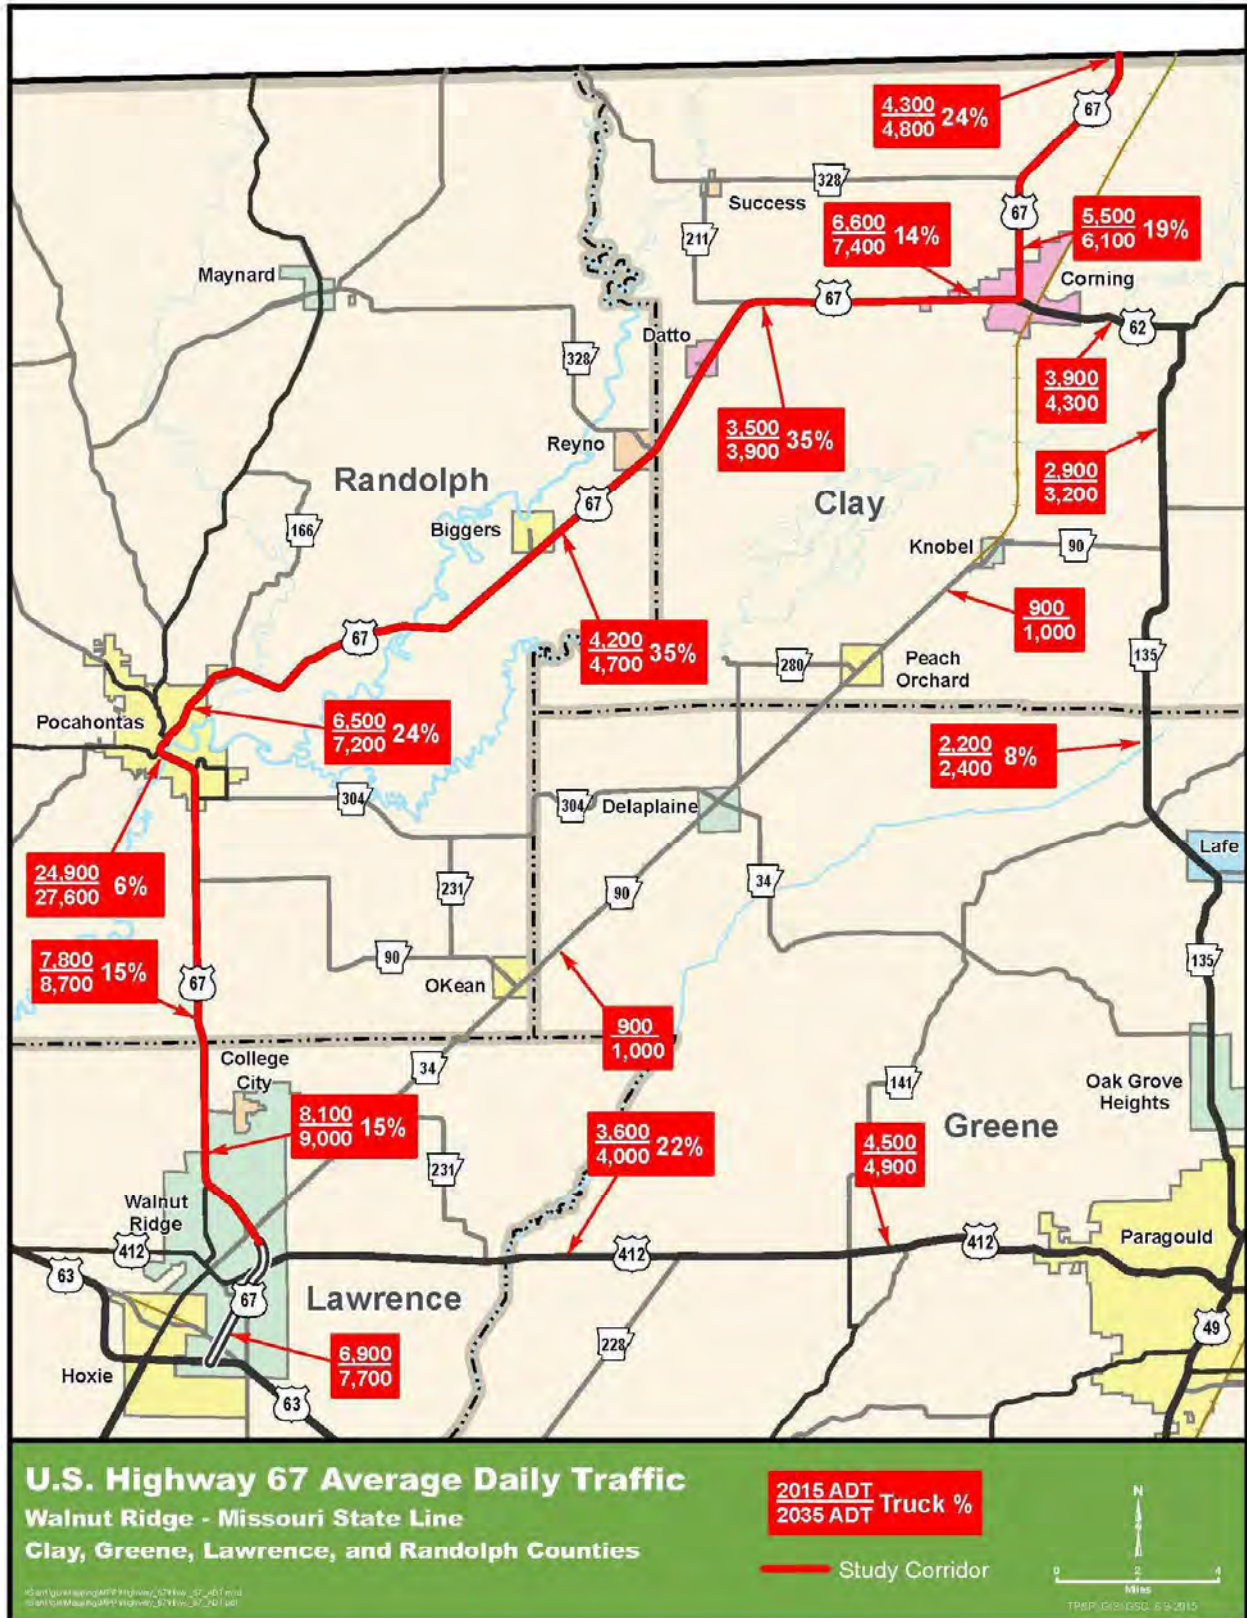 4,300
4,800 24%
67
328
Success
67
5,500
6,100 19%
6,600
7,400 14%
211
Maynard
Corning
67
62
Datto
328
3,900
4,300
3,500
3,900 35%
Reyno
2,900
3,200
Randolph
67
Clay
Biggers
166
Knobel
90
900
1,000
67
4,200
4,700 35%
135
280
Peach
Orchard
Pocahontas
6,500
7,200 24%
2,200
2,400 8%
304
304
Delaplaine
Lafe
24,900
27,600 6%
231
90
34
7,800
8,700 15%
67
90
OKean
135
900
1,000
College
City
34
141
Oak Grove
Heights
8,100
9,000 15%
3,600
4,000 22%
4,500
4,900
Greene
231
Walnut
Ridge
412
412
412
Paragould
63
67
Lawrence
49
228
6,900
7,700
Hoxie
63
U.S. Highway 67 Average Daily Traffic
Walnut Ridge - Missouri State Line
Clay, Greene, Lawrence, and Randolph Counties
2015 ADT
2035 ADT Truck %
Study Corridor
N
0 2 4
Miles